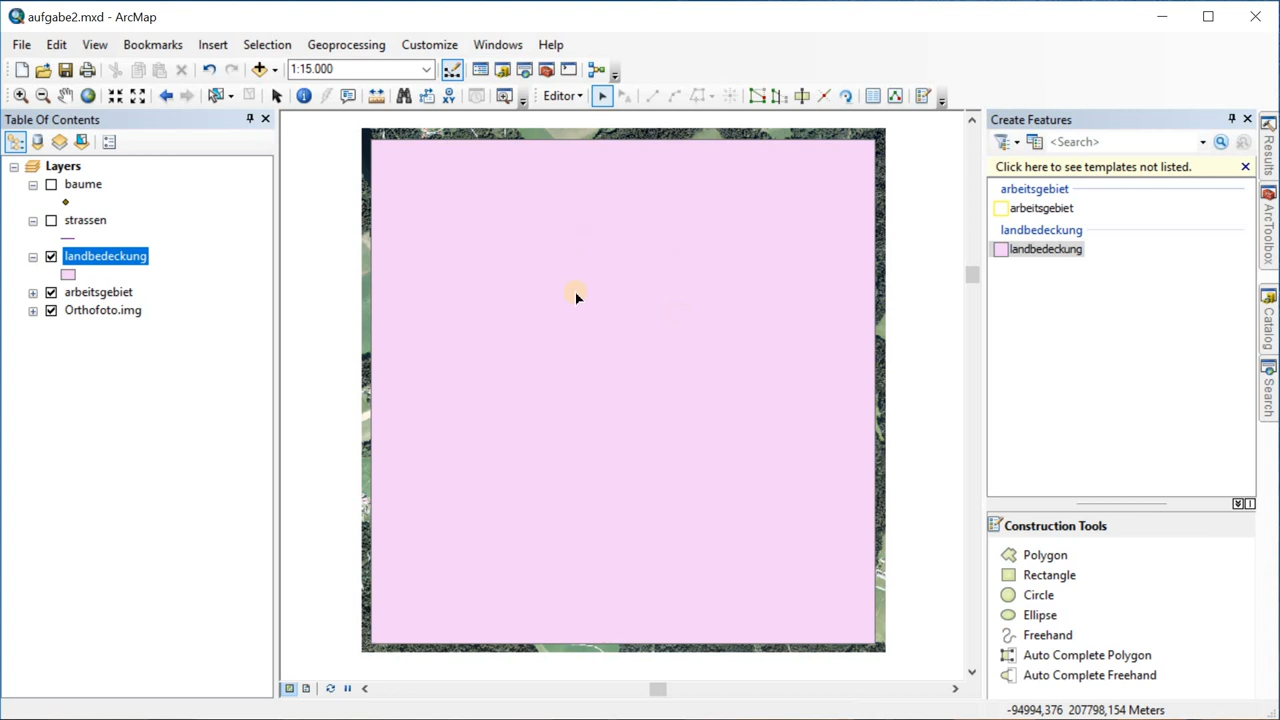 aufgabe2.mxd - ArcMap
File Edit View Bookmarks Insert Selection Geoprocessing Customize Windows Help
1:15.000
Editor
Table Of Contents
Layers
baume
strassen
landbedeckung
arbeitsgebiet
Orthofoto.img
Create Features
<Search>
Click here to see templates not listed.
arbeitsgebiet
arbeitsgebiet
landbedeckung
landbedeckung
Construction Tools
Polygon
Rectangle
Circle
Ellipse
Freehand
Auto Complete Polygon
Auto Complete Freehand
Results
ArcToolbox
Catalog
Search
-94994,376 207798,154 Meters